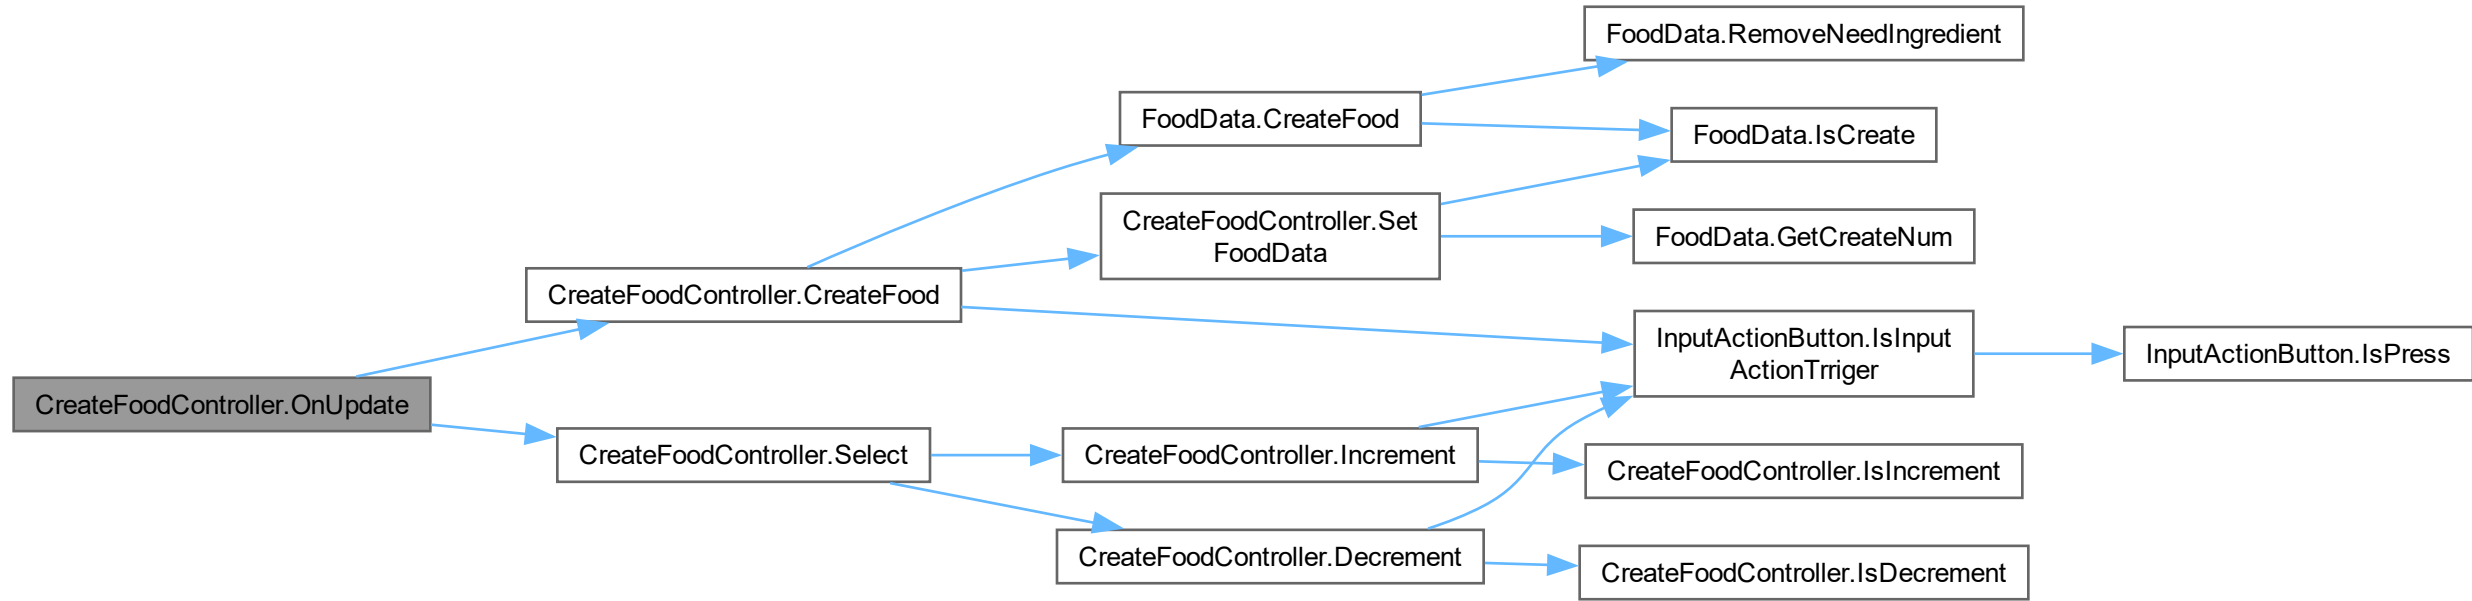 CreateFoodController.OnUpdate
CreateFoodController.CreateFood
CreateFoodController.Select
FoodData.CreateFood
CreateFoodController.Set
FoodData
CreateFoodController.Increment
CreateFoodController.Decrement
FoodData.RemoveNeedIngredient
FoodData.IsCreate
FoodData.GetCreateNum
InputActionButton.IsInput
ActionTrriger
CreateFoodController.IsIncrement
CreateFoodController.IsDecrement
InputActionButton.IsPress